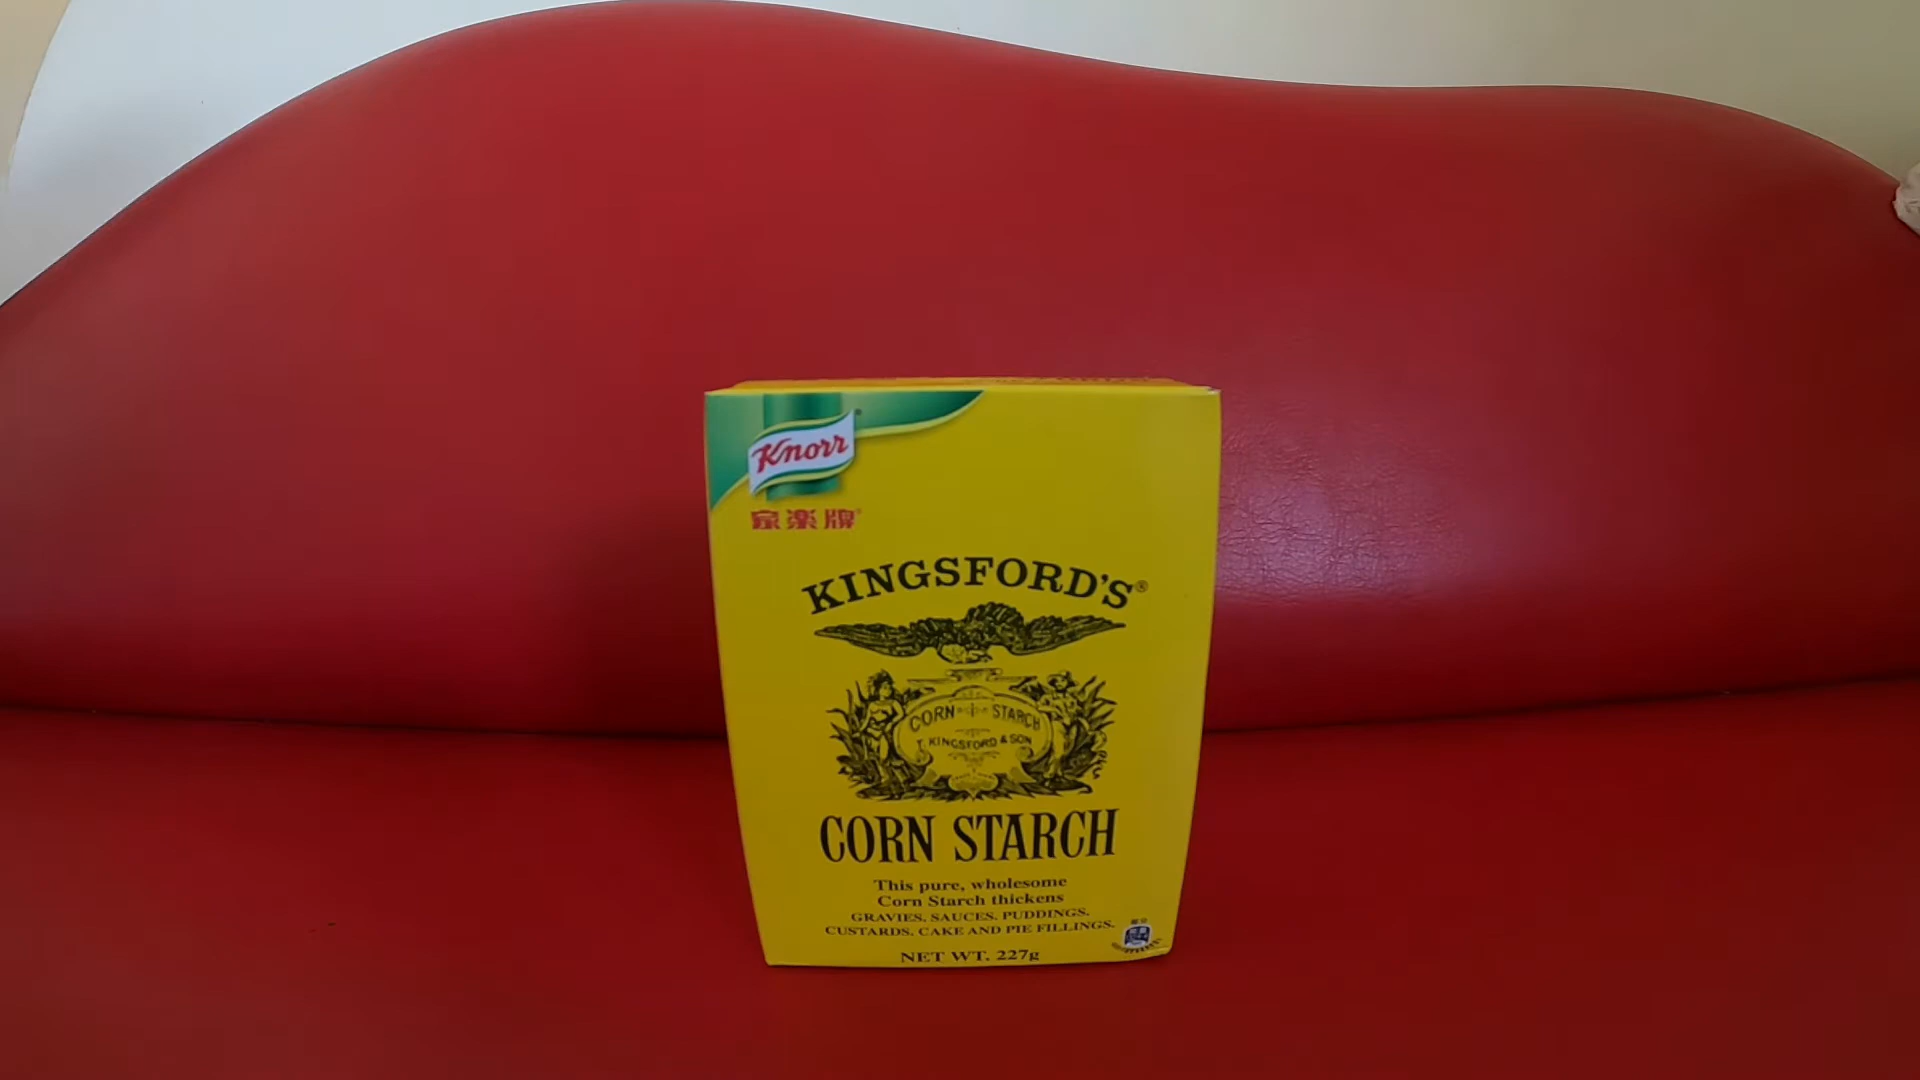 Knorr®
家樂牌®
KINGSFORD'S®
CORN STARCH
T. KINGSFORD & SON
CORN STARCH
This pure, wholesome
Corn Starch thickens
GRAVIES, SAUCES, PUDDINGS,
CUSTARDS, CAKE AND PIE FILLINGS.
NET WT. 227g